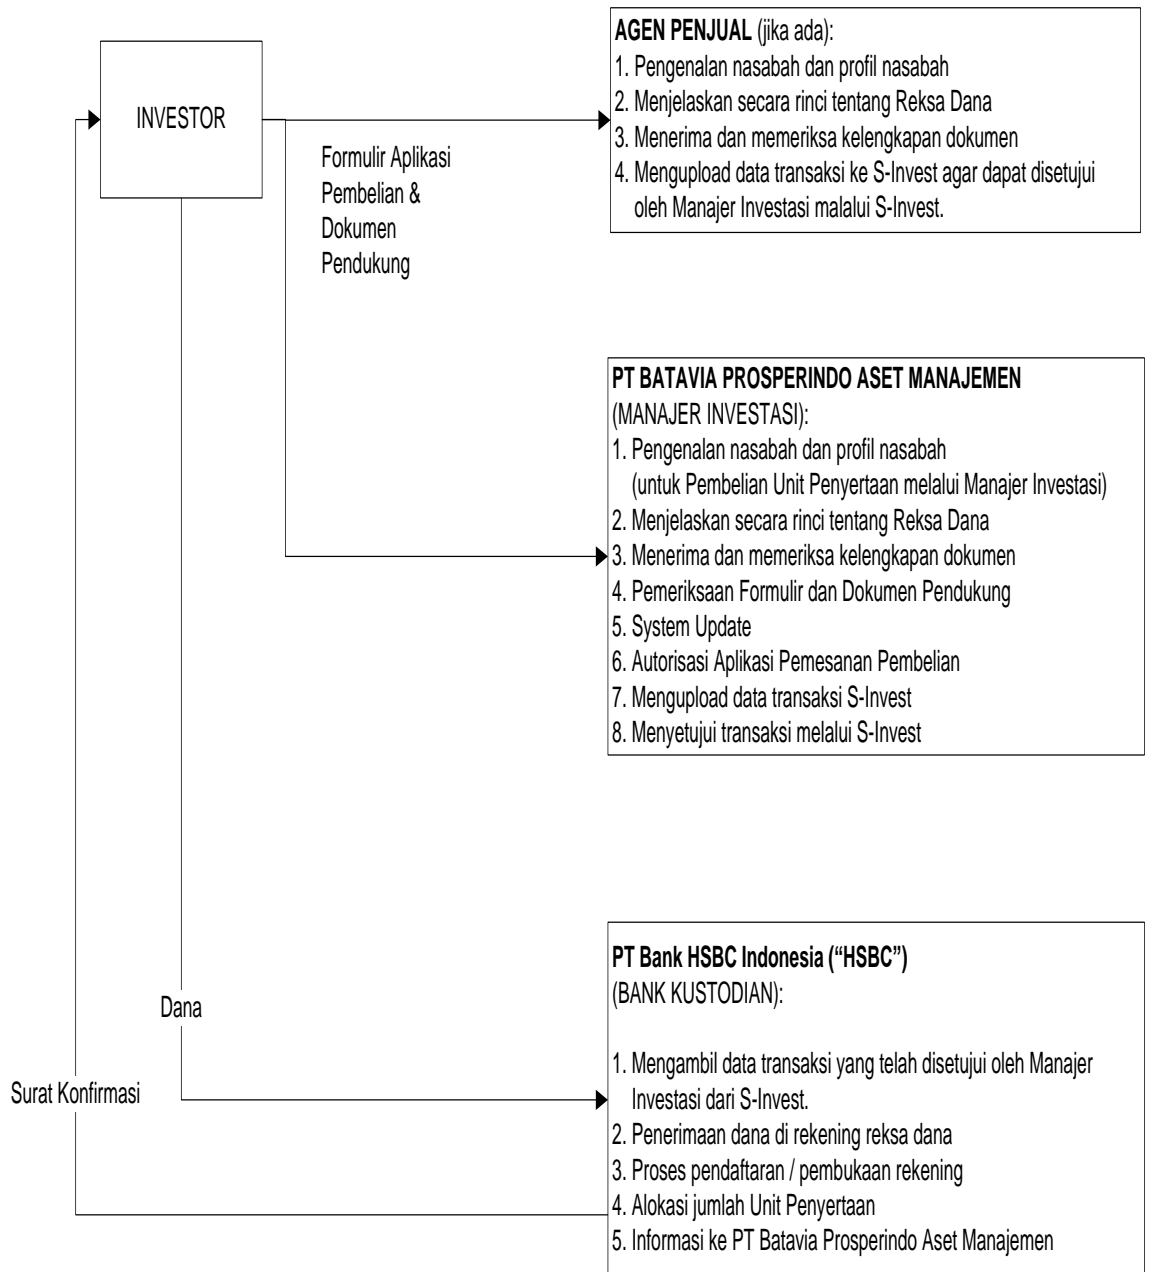 AGEN PENJUAL (jika ada):
1. Pengenalan nasabah dan profil nasabah
2. Menjelaskan secara rinci tentang Reksa Dana
3. Menerima dan memeriksa kelengkapan dokumen
4. Mengupload data transaksi ke S-Invest agar dapat disetujui
oleh Manajer Investasi malalui S-Invest.
INVESTOR
Formulir Aplikasi
Pembelian &
Dokumen
Pendukung
PT BATAVIA PROSPERINDO ASET MANAJEMEN
(MANAJER INVESTASI):
1. Pengenalan nasabah dan profil nasabah
(untuk Pembelian Unit Penyertaan melalui Manajer Investasi)
2. Menjelaskan secara rinci tentang Reksa Dana
3. Menerima dan memeriksa kelengkapan dokumen
4. Pemeriksaan Formulir dan Dokumen Pendukung
5. System Update
6. Autorisasi Aplikasi Pemesanan Pembelian
7. Mengupload data transaksi S-Invest
8. Menyetujui transaksi melalui S-Invest
Dana
Surat Konfirmasi
PT Bank HSBC Indonesia (“HSBC”)
(BANK KUSTODIAN):
1. Mengambil data transaksi yang telah disetujui oleh Manajer
Investasi dari S-Invest.
2. Penerimaan dana di rekening reksa dana
3. Proses pendaftaran / pembukaan rekening
4. Alokasi jumlah Unit Penyertaan
5. Informasi ke PT Batavia Prosperindo Aset Manajemen